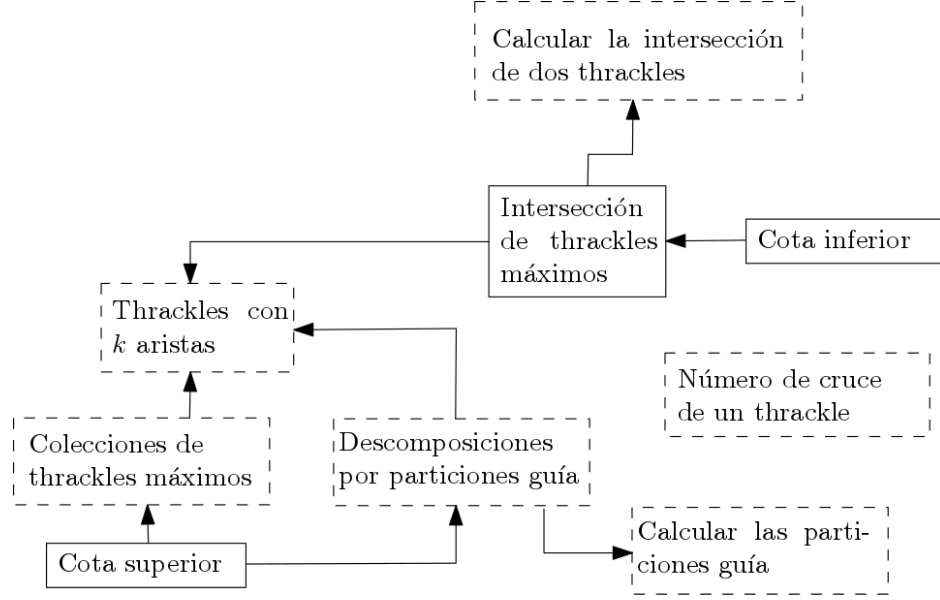 Calcular la intersección
de dos thrackles
Intersección
de thrackles
máximos
Cota inferior
Thrackles con
k aristas
Número de cruce
de un thrackle
Colecciones de
thrackles máximos
Descomposiciones
por particiones guía
Calcular las parti-
ciones guía
Cota superior